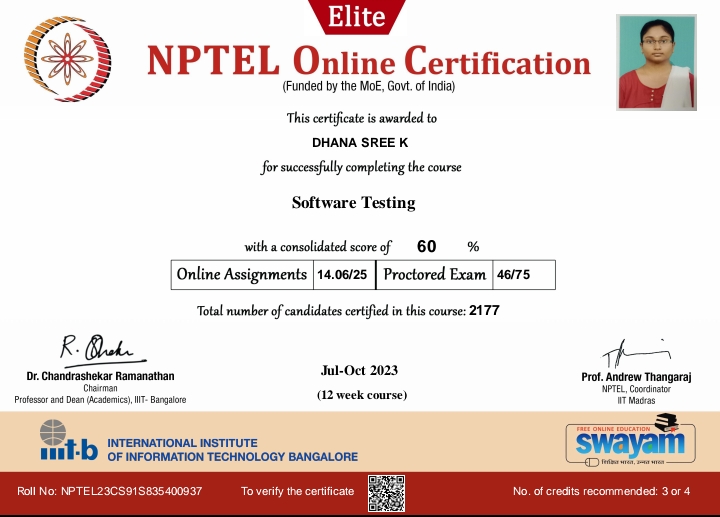 Elite
NPTEL Online Certification
(Funded by the MoE, Govt. of India)
This certificate is awarded to
DHANA SREE K
for successfully completing the course
Software Testing
with a consolidated score of 60 %
Online Assignments 14.06/25 Proctored Exam 46/75
Total number of candidates certified in this course: 2177
Dr. Chandrashekar Ramanathan
Chairman
Professor and Dean (Academics), IIIT- Bangalore
Jul-Oct 2023
(12 week course)
Prof. Andrew Thangaraj
NPTEL, Coordinator
IIT Madras
iiit-b
INTERNATIONAL INSTITUTE
OF INFORMATION TECHNOLOGY BANGALORE
FREE ONLINE EDUCATION
swayam
शिक्षित भारत, उन्नत भारत
Roll No: NPTEL23CS91S835400937 To verify the certificate No. of credits recommended: 3 or 4